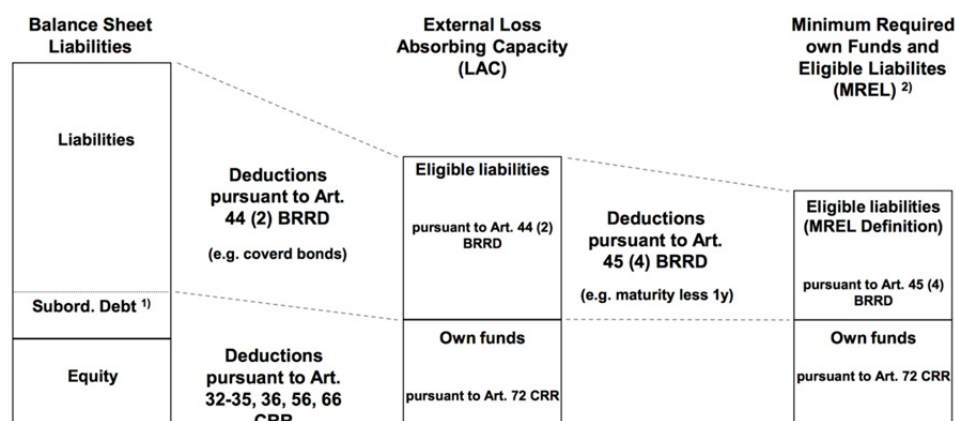 Balance Sheet
Liabilities
External Loss
Absorbing Capacity
(LAC)
Minimum Required
own Funds and
Eligible Liabilites
(MREL) 2)
Liabilities
Deductions
pursuant to Art.
44 (2) BRRD
(e.g. coverd bonds)
Eligible liabilities
pursuant to Art. 44 (2)
BRRD
Deductions
pursuant to Art.
45 (4) BRRD
(e.g. maturity less 1y)
Eligible liabilities
(MREL Definition)
pursuant to Art. 45 (4)
BRRD
Subord. Debt 1)
Equity
Deductions
pursuant to Art.
32-35, 36, 56, 66
CRR
Own funds
pursuant to Art. 72 CRR
Own funds
pursuant to Art. 72 CRR